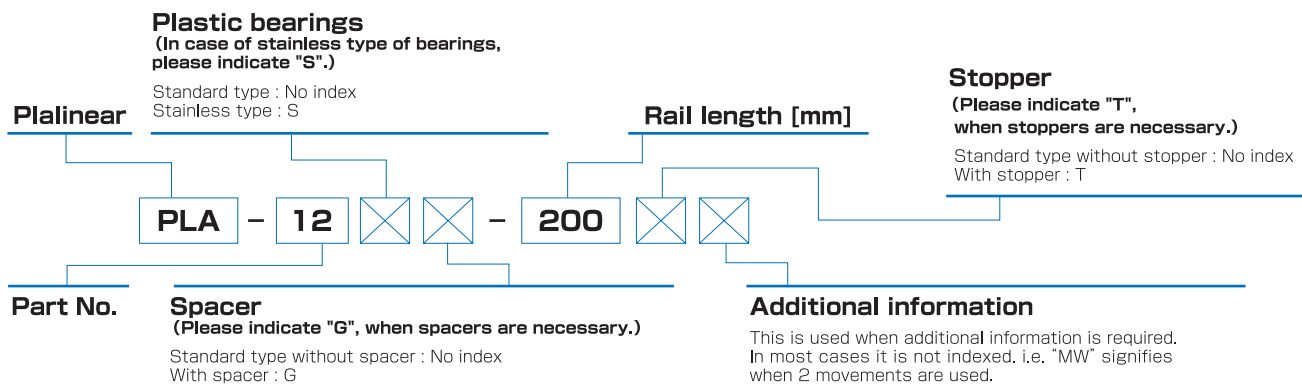 Plastic bearings
(In case of stainless type of bearings,
please indicate "S".)
Standard type : No index
Stainless type : S
Plalinear
Rail length [mm]
Stopper
(Please indicate "T",
when stoppers are necessary.)
Standard type without stopper : No index
With stopper : T
PLA - 12 - 200
Part No.
Spacer
(Please indicate "G", when spacers are necessary.)
Standard type without spacer : No index
With spacer : G
Additional information
This is used when additional information is required.
In most cases it is not indexed. i.e. “MW” signifies
when 2 movements are used.